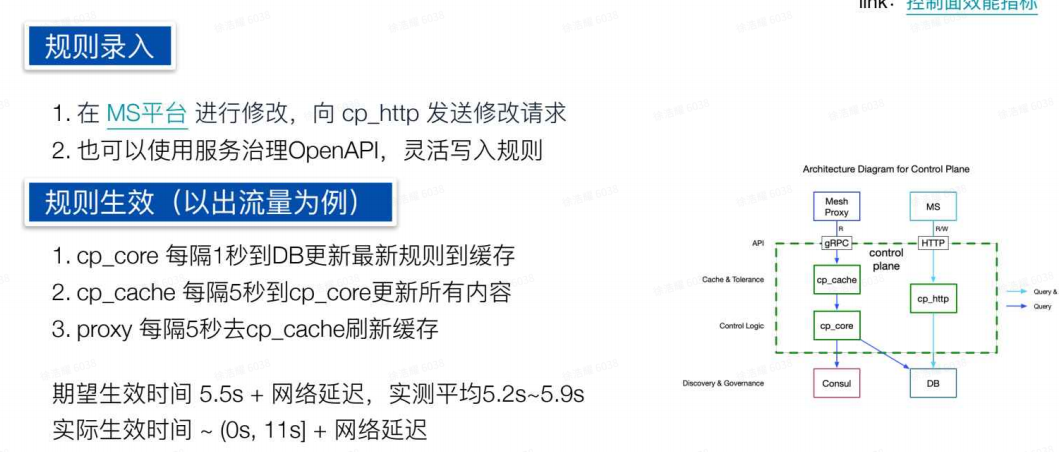 link：控制面效能指标
规则录入
1. 在 MS平台 进行修改，向 cp_http 发送修改请求
2. 也可以使用服务治理OpenAPI，灵活写入规则
规则生效（以出流量为例）
1. cp_core 每隔1秒到DB更新最新规则到缓存
2. cp_cache 每隔5秒到cp_core更新所有内容
3. proxy 每隔5秒去cp_cache刷新缓存
期望生效时间 5.5s + 网络延迟，实测平均5.2s~5.9s
实际生效时间 ~ (0s, 11s] + 网络延迟
Architecture Diagram for Control Plane
Mesh
Proxy
MS
R
R/W
API
gRPC
HTTP
control
plane
Cache & Tolerance
cp_cache
cp_http
Query &
Query
Control Logic
cp_core
Discovery & Governance
Consul
DB